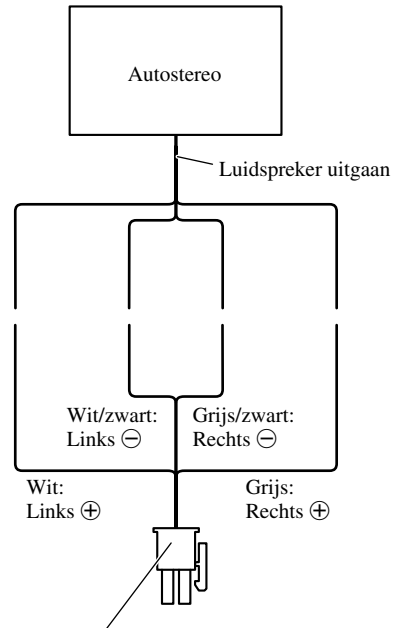 Autostereo
Luidspreker uitgaan
Wit/zwart:
Links ⊖
Grijs/zwart:
Rechts ⊖
Wit:
Links ⊕
Grijs:
Rechts ⊕